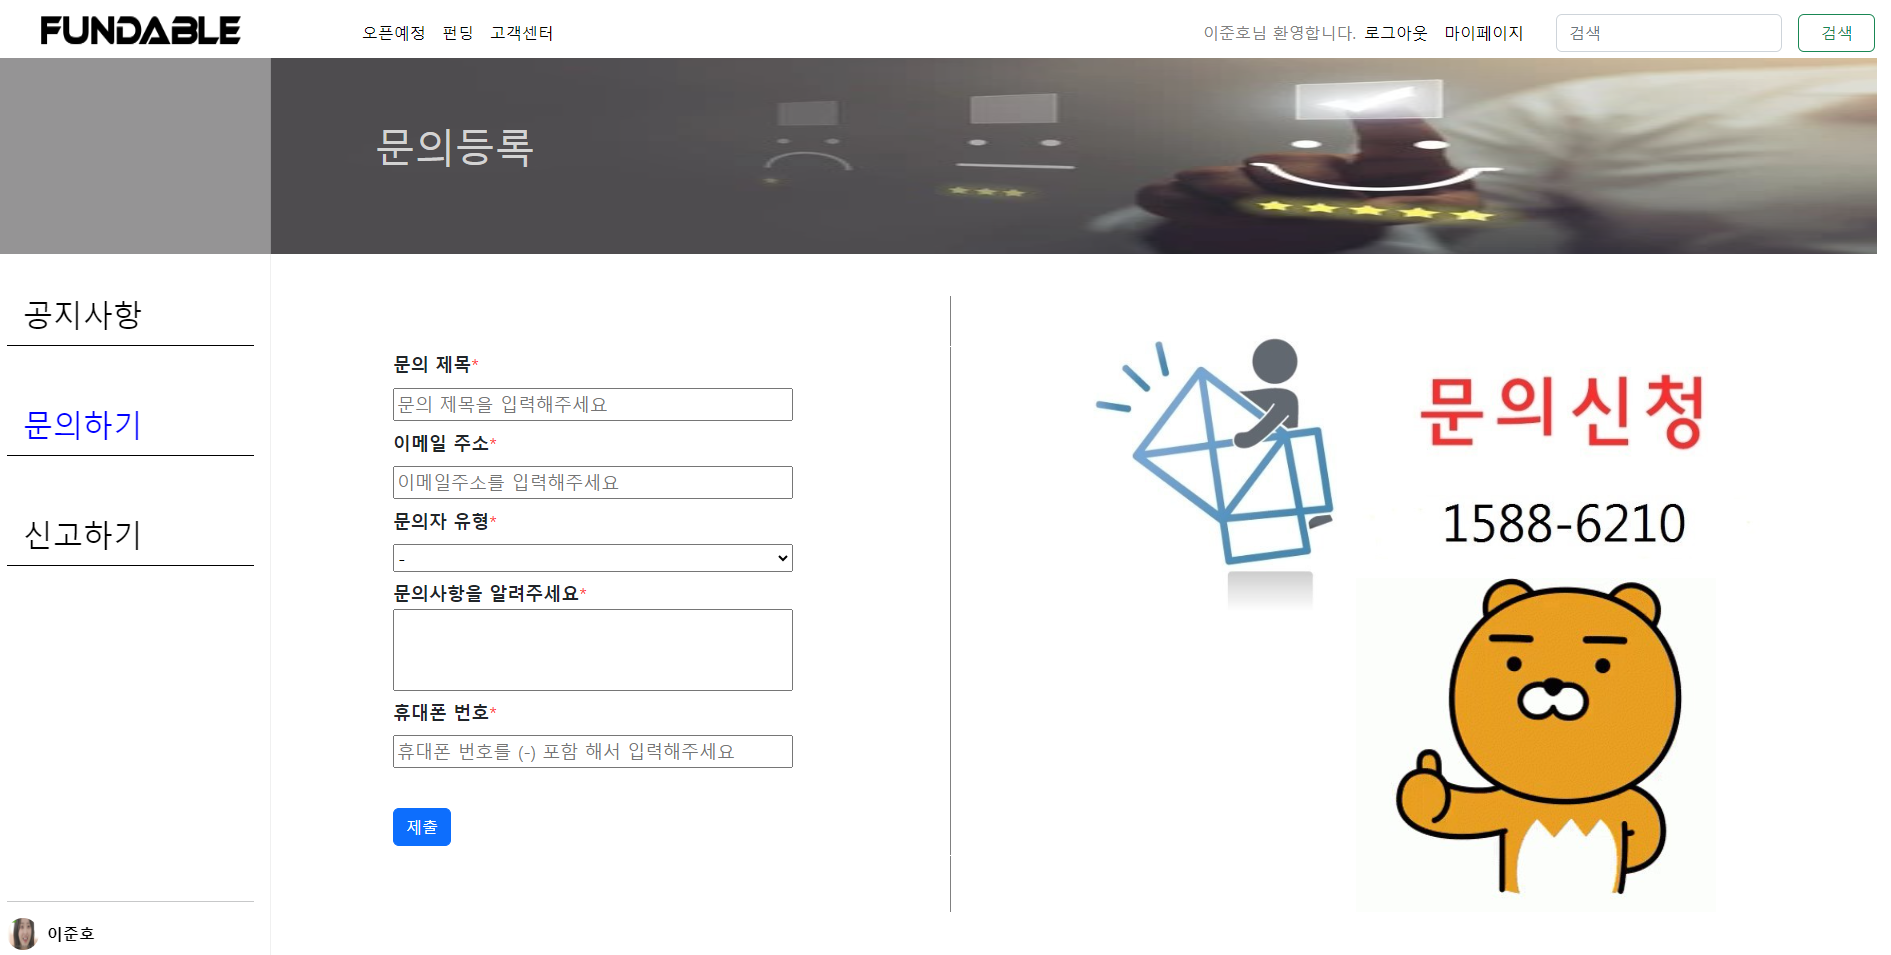 FUNDABLE
오픈예정 펀딩 고객센터
이준호님 환영합니다. 로그아웃 마이페이지 검색 검색
문의등록
공지사항
문의하기
신고하기
문의 제목*
문의 제목을 입력해주세요
이메일 주소*
이메일주소를 입력해주세요
문의자 유형*
-
문의사항을 알려주세요*
휴대폰 번호*
휴대폰 번호를 (-) 포함 해서 입력해주세요
제출
문의신청
1588-6210
이준호